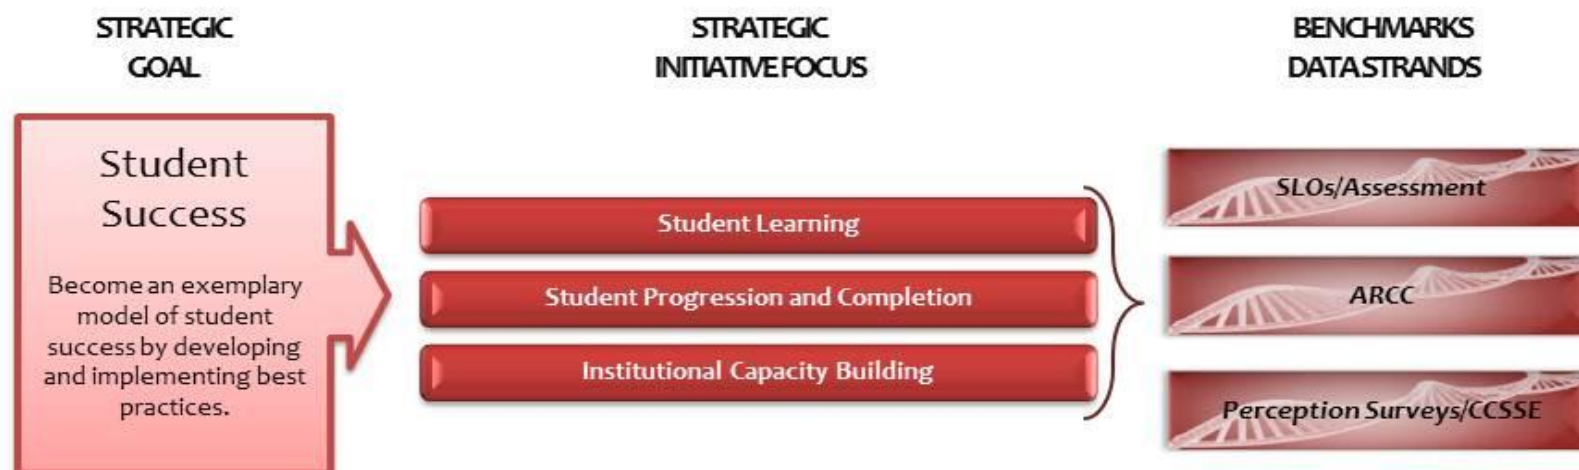 STRATEGIC
GOAL
Student
Success
Become an exemplary
model of student
success by developing
and implementing best
practices.
STRATEGIC
INITIATIVE FOCUS
Student Learning
Student Progression and Completion
Institutional Capacity Building
BENCHMARKS
DATA STRANDS
SLOs/Assessment
ARCC
Perception Surveys/CCSSE